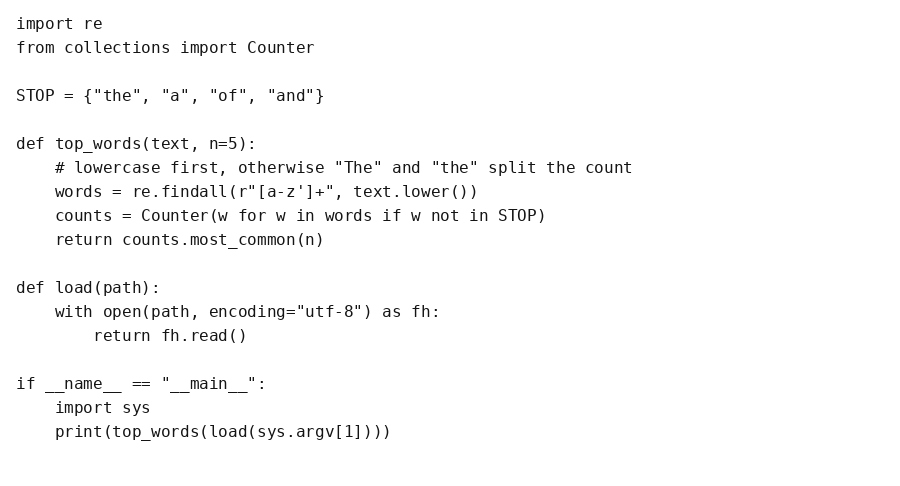 import re
from collections import Counter

STOP = {"the", "a", "of", "and"}

def top_words(text, n=5):
    # lowercase first, otherwise "The" and "the" split the count
    words = re.findall(r"[a-z']+", text.lower())
    counts = Counter(w for w in words if w not in STOP)
    return counts.most_common(n)

def load(path):
    with open(path, encoding="utf-8") as fh:
        return fh.read()

if __name__ == "__main__":
    import sys
    print(top_words(load(sys.argv[1])))